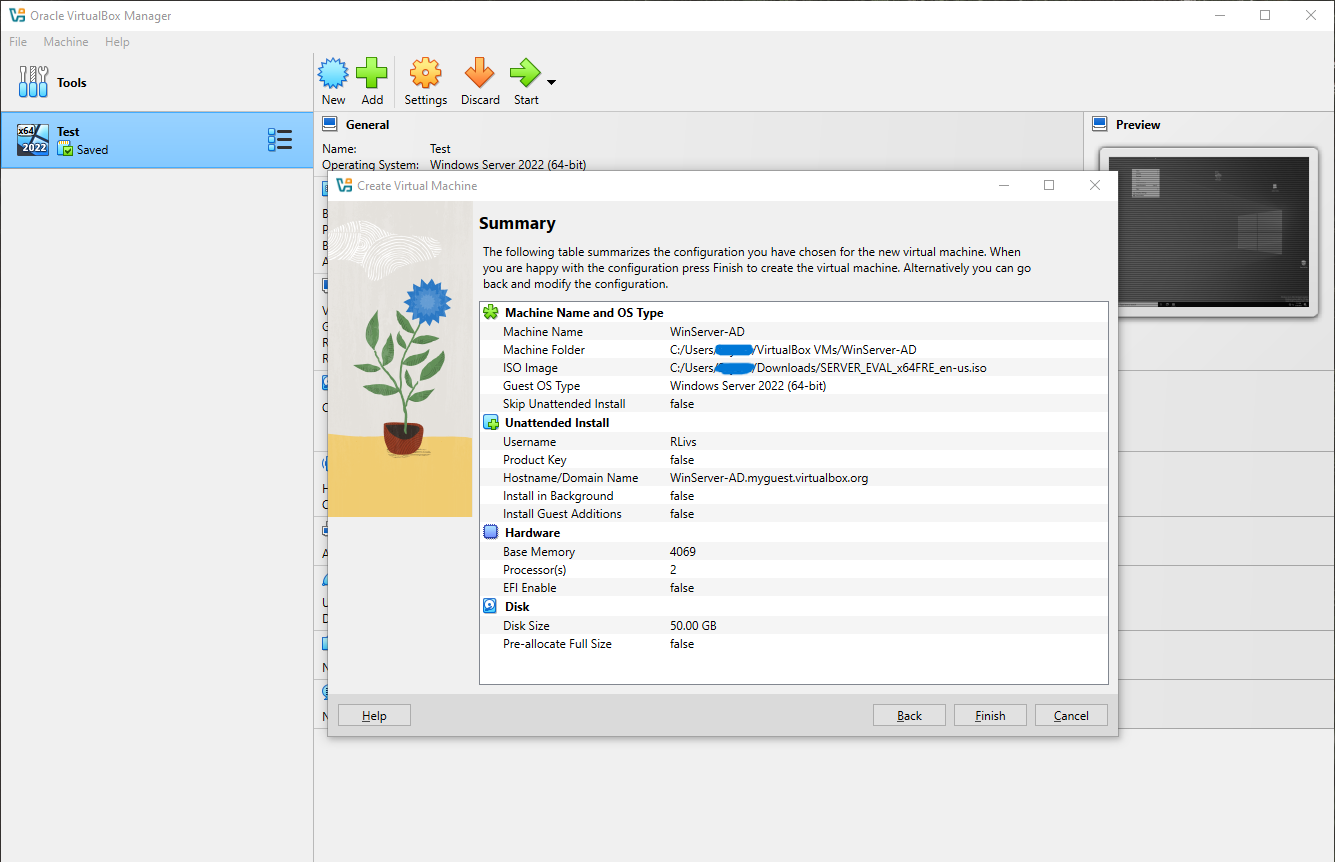 Oracle VirtualBox Manager
File Machine Help
Tools
New Add Settings Discard Start
x64 2022
Test
Saved
General
Name: Test
Operating System: Windows Server 2022 (64-bit)
Preview
Create Virtual Machine
Summary
The following table summarizes the configuration you have chosen for the new virtual machine. When
you are happy with the configuration press Finish to create the virtual machine. Alternatively you can go
back and modify the configuration.
Machine Name and OS Type
Machine Name WinServer-AD
Machine Folder C:/Users/ /VirtualBox VMs/WinServer-AD
ISO Image C:/Users/ /Downloads/SERVER_EVAL_x64FRE_en-us.iso
Guest OS Type Windows Server 2022 (64-bit)
Skip Unattended Install false
Unattended Install
Username RLivs
Product Key false
Hostname/Domain Name WinServer-AD.myguest.virtualbox.org
Install in Background false
Install Guest Additions false
Hardware
Base Memory 4069
Processor(s) 2
EFI Enable false
Disk
Disk Size 50.00 GB
Pre-allocate Full Size false
Help Back Finish Cancel